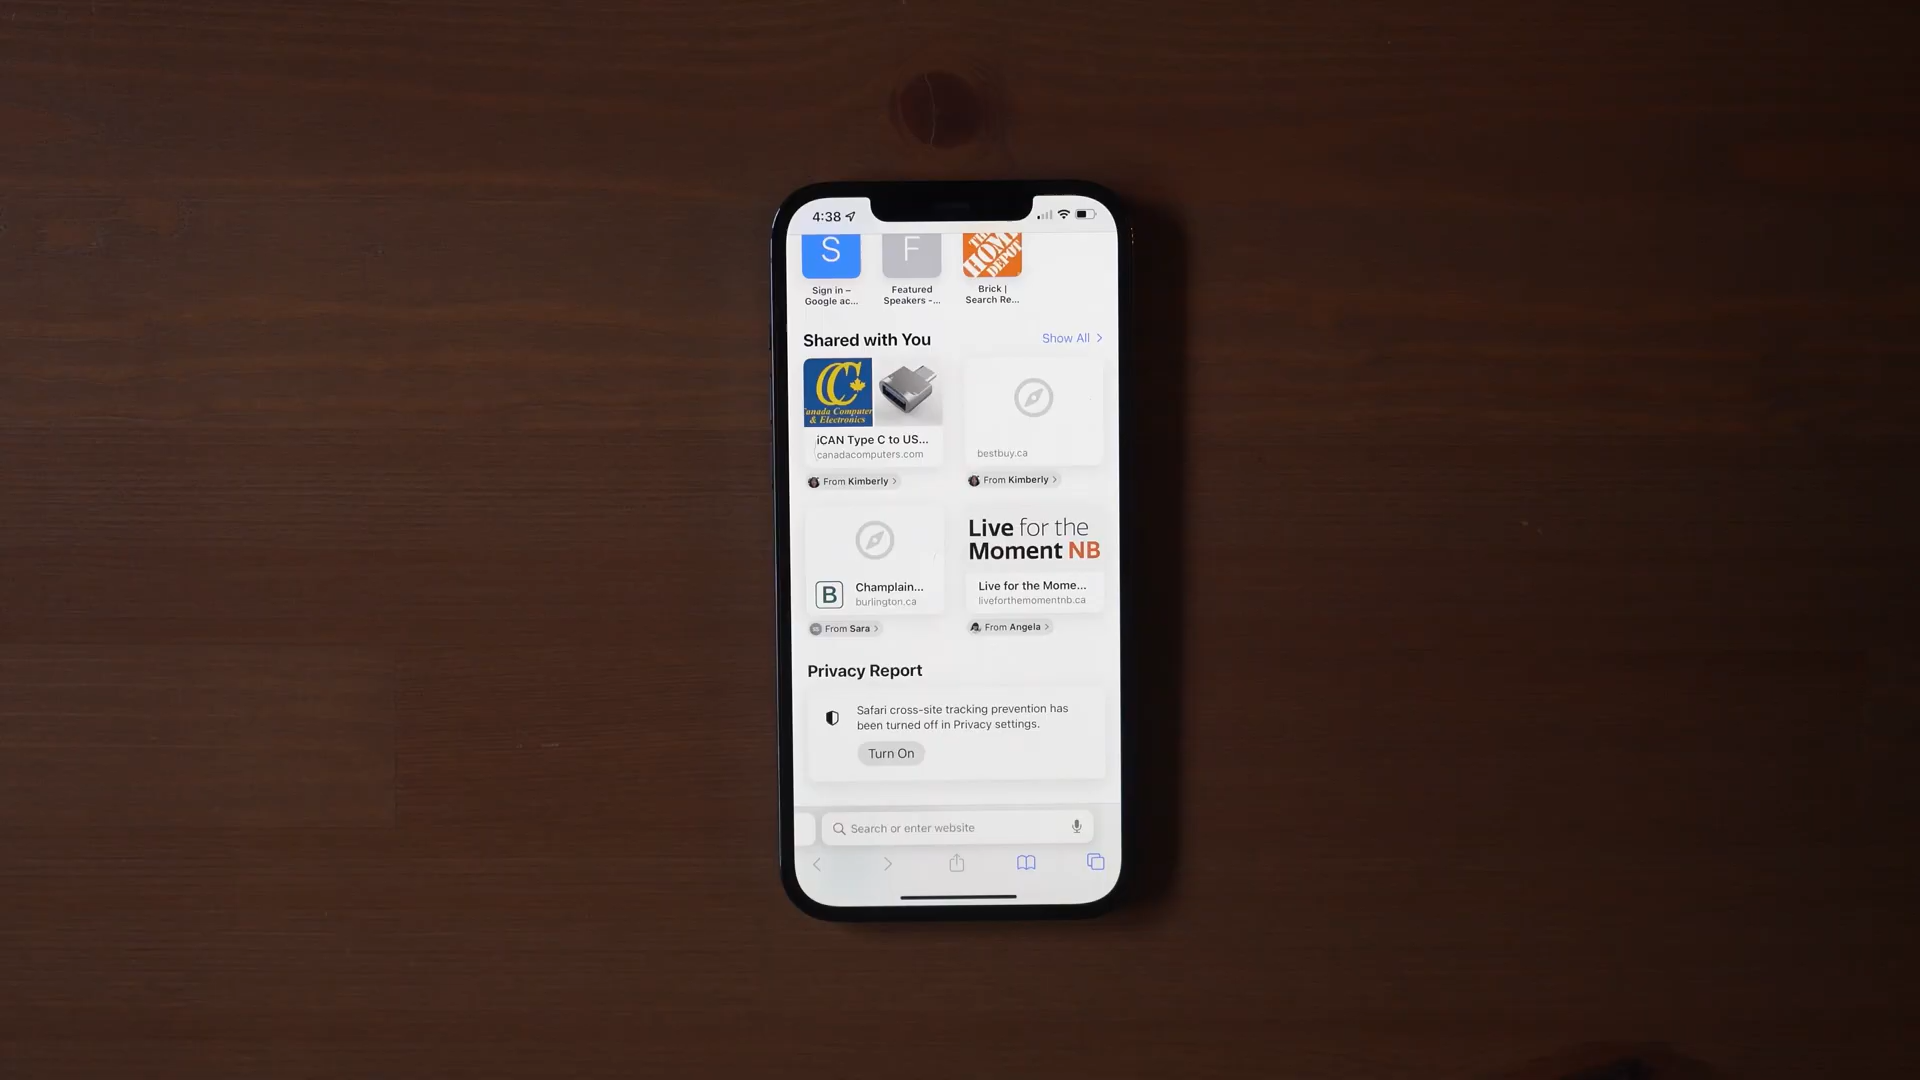 4:38
S
F
THE
HOME
DEPOT
Sign in –
Google ac...
Featured
Speakers -...
Brick |
Search Re...
Shared with You
Show All
CC
anada Computer
& Electronics
iCAN Type C to US...
canadacomputers.com
From Kimberly
bestbuy.ca
From Kimberly
B
Champlain...
burlington.ca
From Sara
Live for the
Moment NB
Live for the Mome...
liveforthemomentnb.ca
From Angela
Privacy Report
Safari cross-site tracking prevention has
been turned off in Privacy settings.
Turn On
Search or enter website